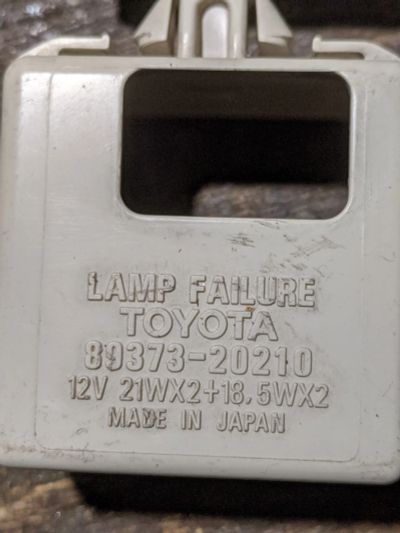 LAMP FAILURE
TOYOTA
89373-20210
12V 21WX2+18.5WX2
MADE IN JAPAN